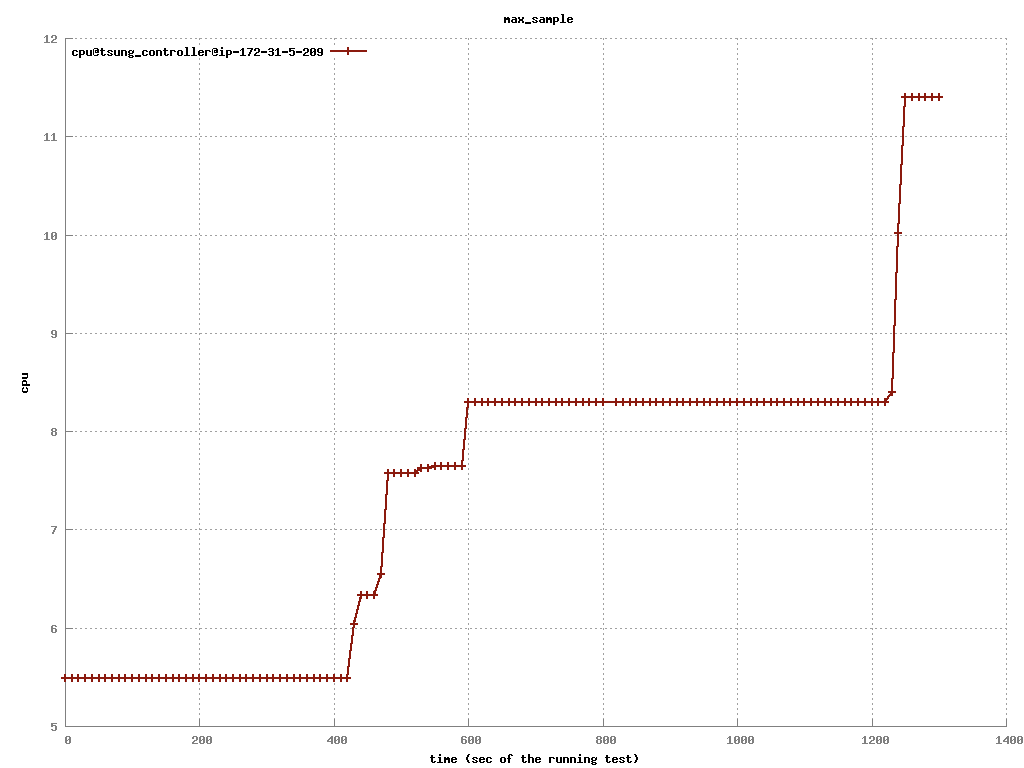 max_sample
cpu@tsung_controller@ip-172-31-5-209
12
11
10
9
8
7
6
5
cpu
0 200 400 600 800 1000 1200 1400
time (sec of the running test)